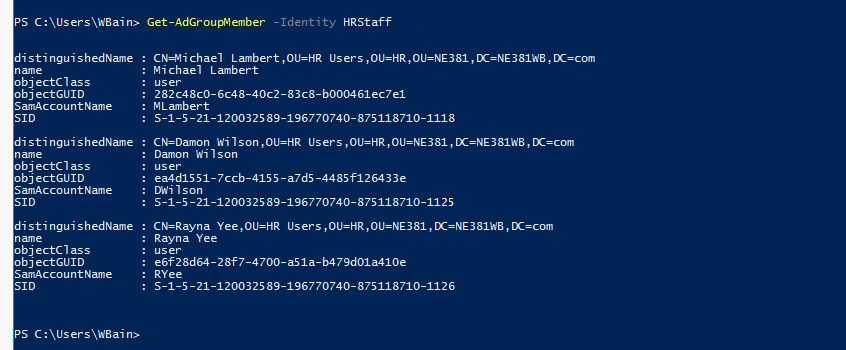 PS C:\Users\WBain> Get-AdGroupMember -Identity HRStaff
distinguishedName : CN=Michael Lambert,OU=HR Users,OU=HR,OU=NE381,DC=NE381WB,DC=com
name : Michael Lambert
objectClass : user
objectGUID : 282c48c0-6c48-40c2-83c8-b000461ec7e1
SamAccountName : MLambert
SID : S-1-5-21-120032589-196770740-875118710-1118
distinguishedName : CN=Damon Wilson,OU=HR Users,OU=HR,OU=NE381,DC=NE381WB,DC=com
name : Damon Wilson
objectClass : user
objectGUID : ea4d1551-7ccb-4155-a7d5-4485f126433e
SamAccountName : DWilson
SID : S-1-5-21-120032589-196770740-875118710-1125
distinguishedName : CN=Rayna Yee,OU=HR Users,OU=HR,OU=NE381,DC=NE381WB,DC=com
name : Rayna Yee
objectClass : user
objectGUID : e6f28d64-28f7-4700-a51a-b479d01a410e
SamAccountName : RYee
SID : S-1-5-21-120032589-196770740-875118710-1126
PS C:\Users\WBain>